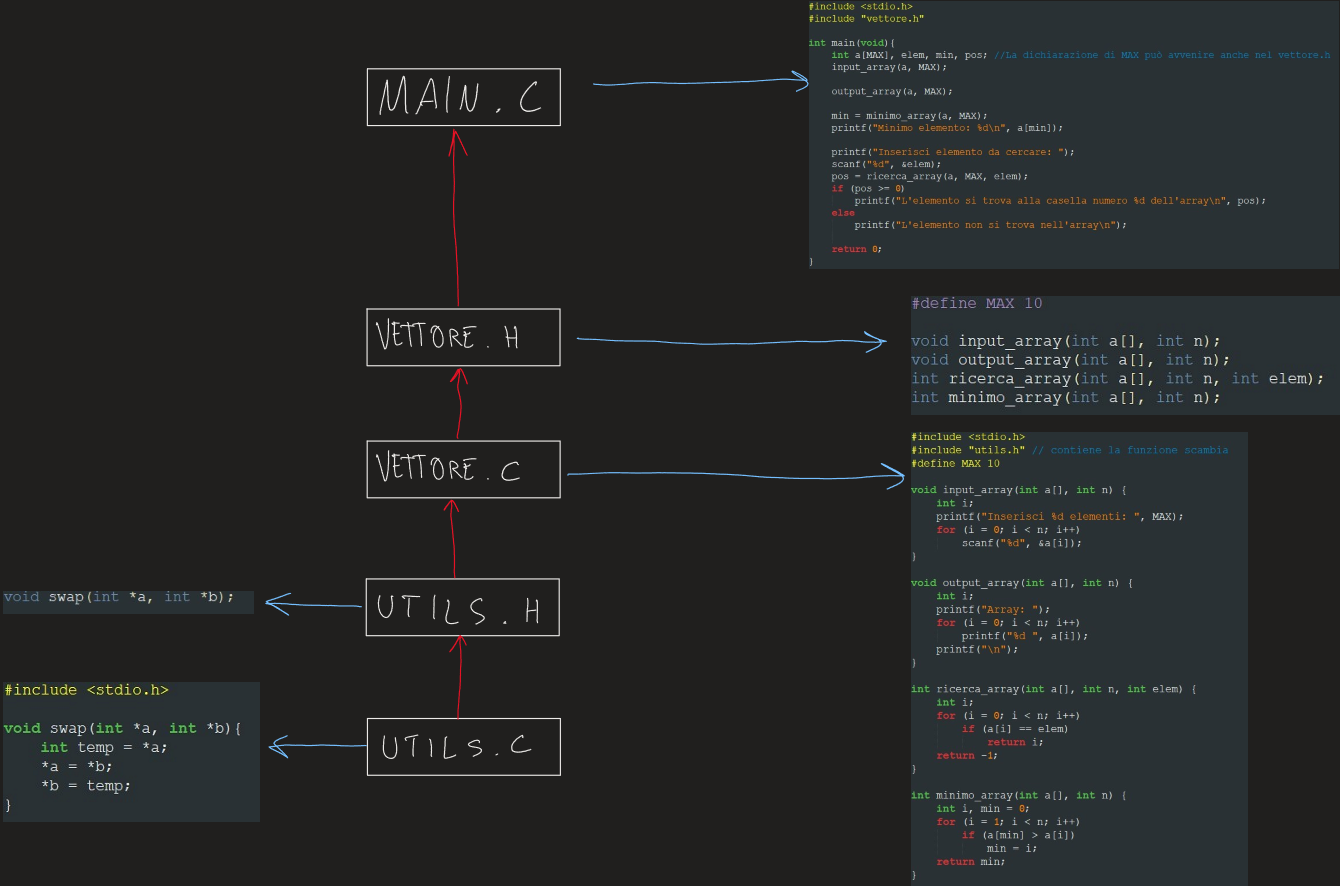 MAIN.C
#include <stdio.h>
#include "vettore.h"
int main(void){
    int a[MAX], elem, min, pos; //La dichiarazione di MAX può avvenire anche nel vettore.h
    input_array(a, MAX);
    output_array(a, MAX);
    min = minimo_array(a, MAX);
    printf("Minimo elemento: %d\n", a[min]);
    printf("Inserisci elemento da cercare: ");
    scanf("%d", &elem);
    pos = ricerca_array(a, MAX, elem);
    if (pos >= 0)
        printf("L'elemento si trova alla casella numero %d dell'array\n", pos);
    else
        printf("L'elemento non si trova nell'array\n");
    return 0;
}
VETTORE.H
#define MAX 10
void input_array(int a[], int n);
void output_array(int a[], int n);
int ricerca_array(int a[], int n, int elem);
int minimo_array(int a[], int n);
VETTORE.C
#include <stdio.h>
#include "utils.h" // contiene la funzione scambia
#define MAX 10
void input_array(int a[], int n) {
    int i;
    printf("Inserisci %d elementi: ", MAX);
    for (i = 0; i < n; i++)
        scanf("%d", &a[i]);
}
void output_array(int a[], int n) {
    int i;
    printf("Array: ");
    for (i = 0; i < n; i++)
        printf("%d ", a[i]);
    printf("\n");
}
int ricerca_array(int a[], int n, int elem) {
    int i;
    for (i = 0; i < n; i++)
        if (a[i] == elem)
            return i;
    return -1;
}
int minimo_array(int a[], int n) {
    int i, min = 0;
    for (i = 1; i < n; i++)
        if (a[min] > a[i])
            min = i;
    return min;
}
UTILS.H
void swap(int *a, int *b);
UTILS.C
#include <stdio.h>
void swap(int *a, int *b){
    int temp = *a;
    *a = *b;
    *b = temp;
}